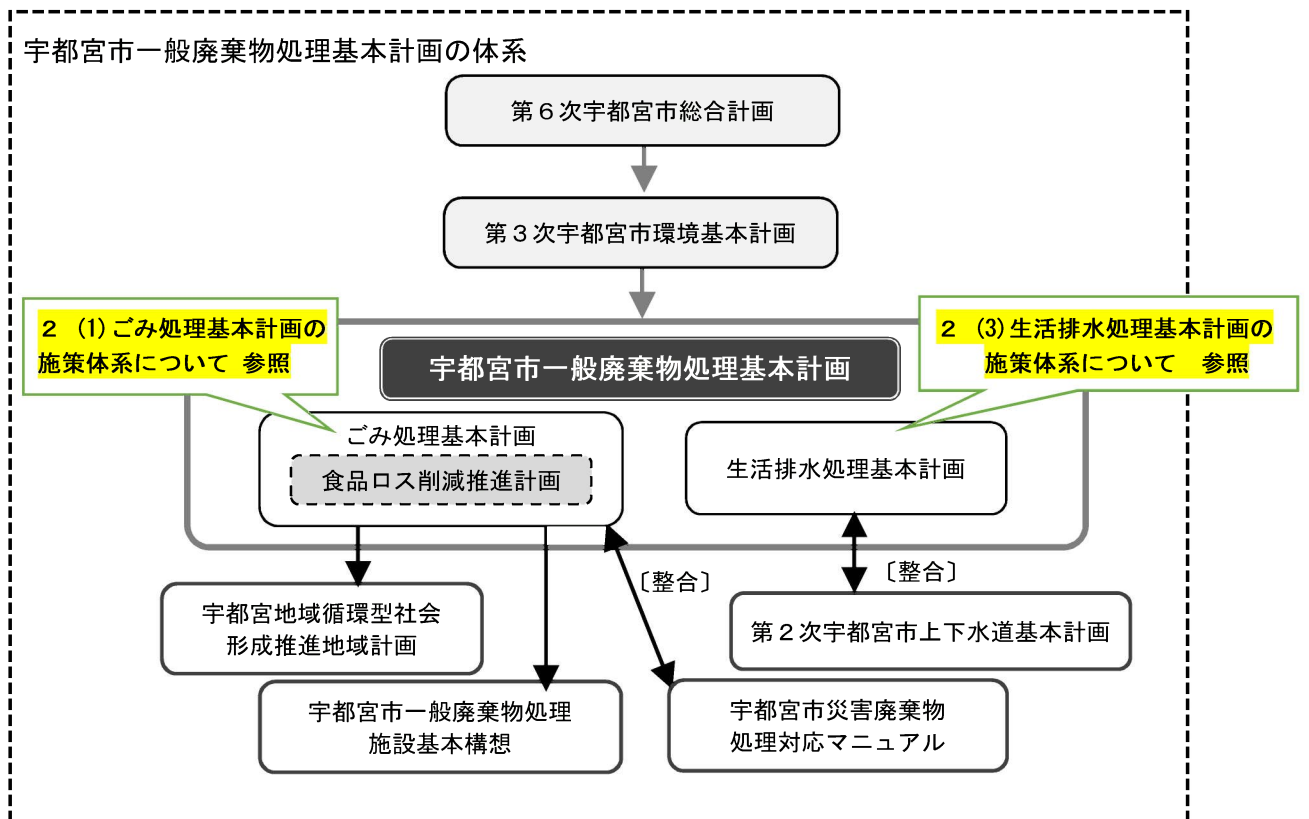 宇都宮市一般廃棄物処理基本計画の体系
第６次宇都宮市総合計画
第３次宇都宮市環境基本計画
２ (1)ごみ処理基本計画の
施策体系について 参照
２ (3)生活排水処理基本計画の
施策体系について 参照
宇都宮市一般廃棄物処理基本計画
ごみ処理基本計画
食品ロス削減推進計画
生活排水処理基本計画
〔整合〕
〔整合〕
宇都宮地域循環型社会
形成推進地域計画
第２次宇都宮市上下水道基本計画
宇都宮市一般廃棄物処理
施設基本構想
宇都宮市災害廃棄物
処理対応マニュアル